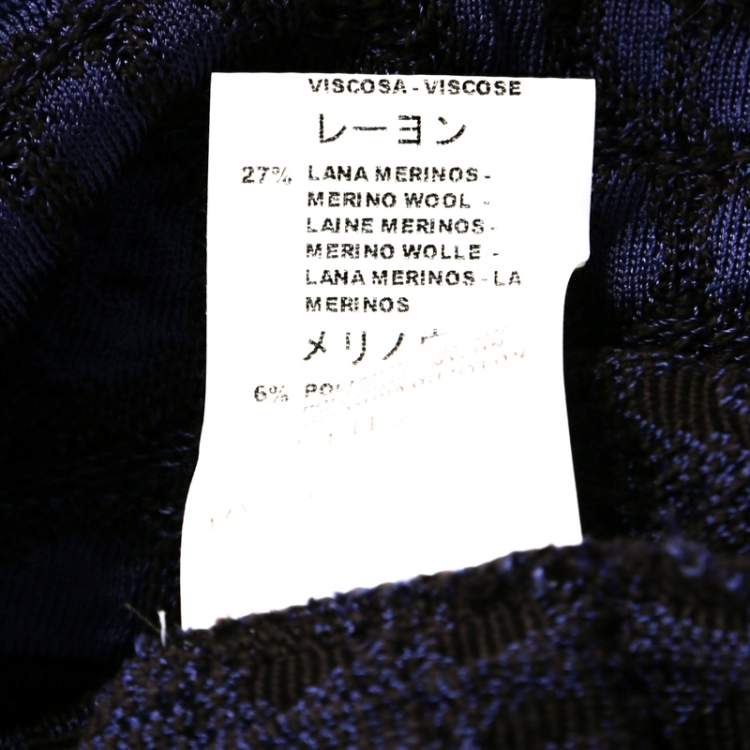 VISCOSA - VISCOSE
レーヨン
27% LANA MERINOS -
MERINO WOOL -
LAINE MERINOS -
MERINO WOLLE -
LANA MERINOS - LA
MERINOS
メリノウ
6%